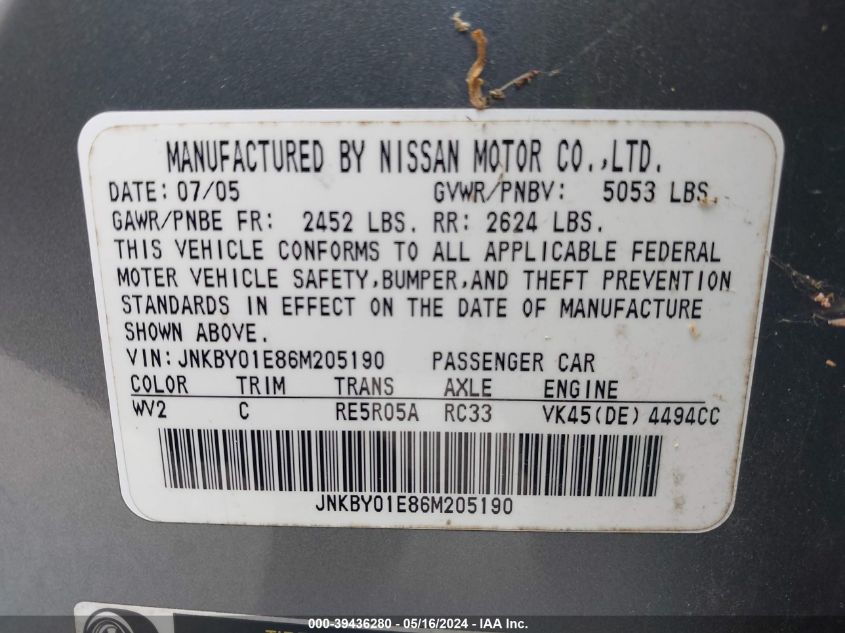 MANUFACTURED BY NISSAN MOTOR CO.,LTD.
DATE: 07/05 GVWR/PNBV: 5053 LBS.
GAWR/PNBE FR: 2452 LBS. RR: 2624 LBS.
THIS VEHICLE CONFORMS TO ALL APPLICABLE FEDERAL
MOTER VEHICLE SAFETY,BUMPER,AND THEFT PREVENTION
STANDARDS IN EFFECT ON THE DATE OF MANUFACTURE
SHOWN ABOVE.
VIN: JNKBY01E86M205190 PASSENGER CAR
COLOR TRIM TRANS AXLE ENGINE
WV2 C RE5R05A RC33 VK45(DE) 4494CC
JNKBY01E86M205190
000-39436280 - 05/16/2024 - IAA Inc.